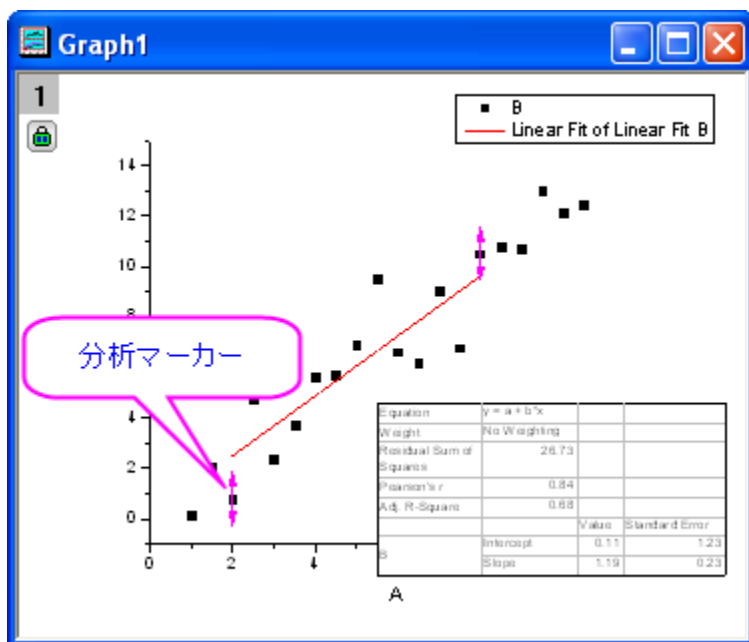 Graph1
1
B
Linear Fit of Linear Fit B
14
12
10
8
分析マーカー
4
2
0
0
2
4
A
Equation y = a + b*x
Weight No Weighting
Residual Sum of Squares 26.73
Pearson's r 0.84
Adj. R-Square 0.68
Value Standard Error
B Intercept 0.11 1.23
Slope 1.19 0.23